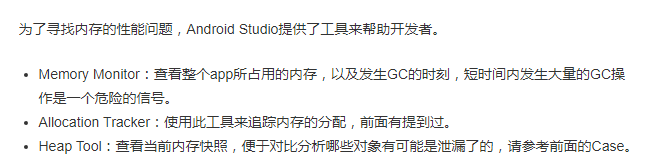 为了寻找内存的性能问题，Android Studio提供了工具来帮助开发者。
• Memory Monitor：查看整个app所占用的内存，以及发生GC的时刻，短时间内发生大量的GC操
作是一个危险的信号。
• Allocation Tracker：使用此工具来追踪内存的分配，前面有提到过。
• Heap Tool：查看当前内存快照，便于对比分析哪些对象有可能是泄漏了的，请参考前面的Case。